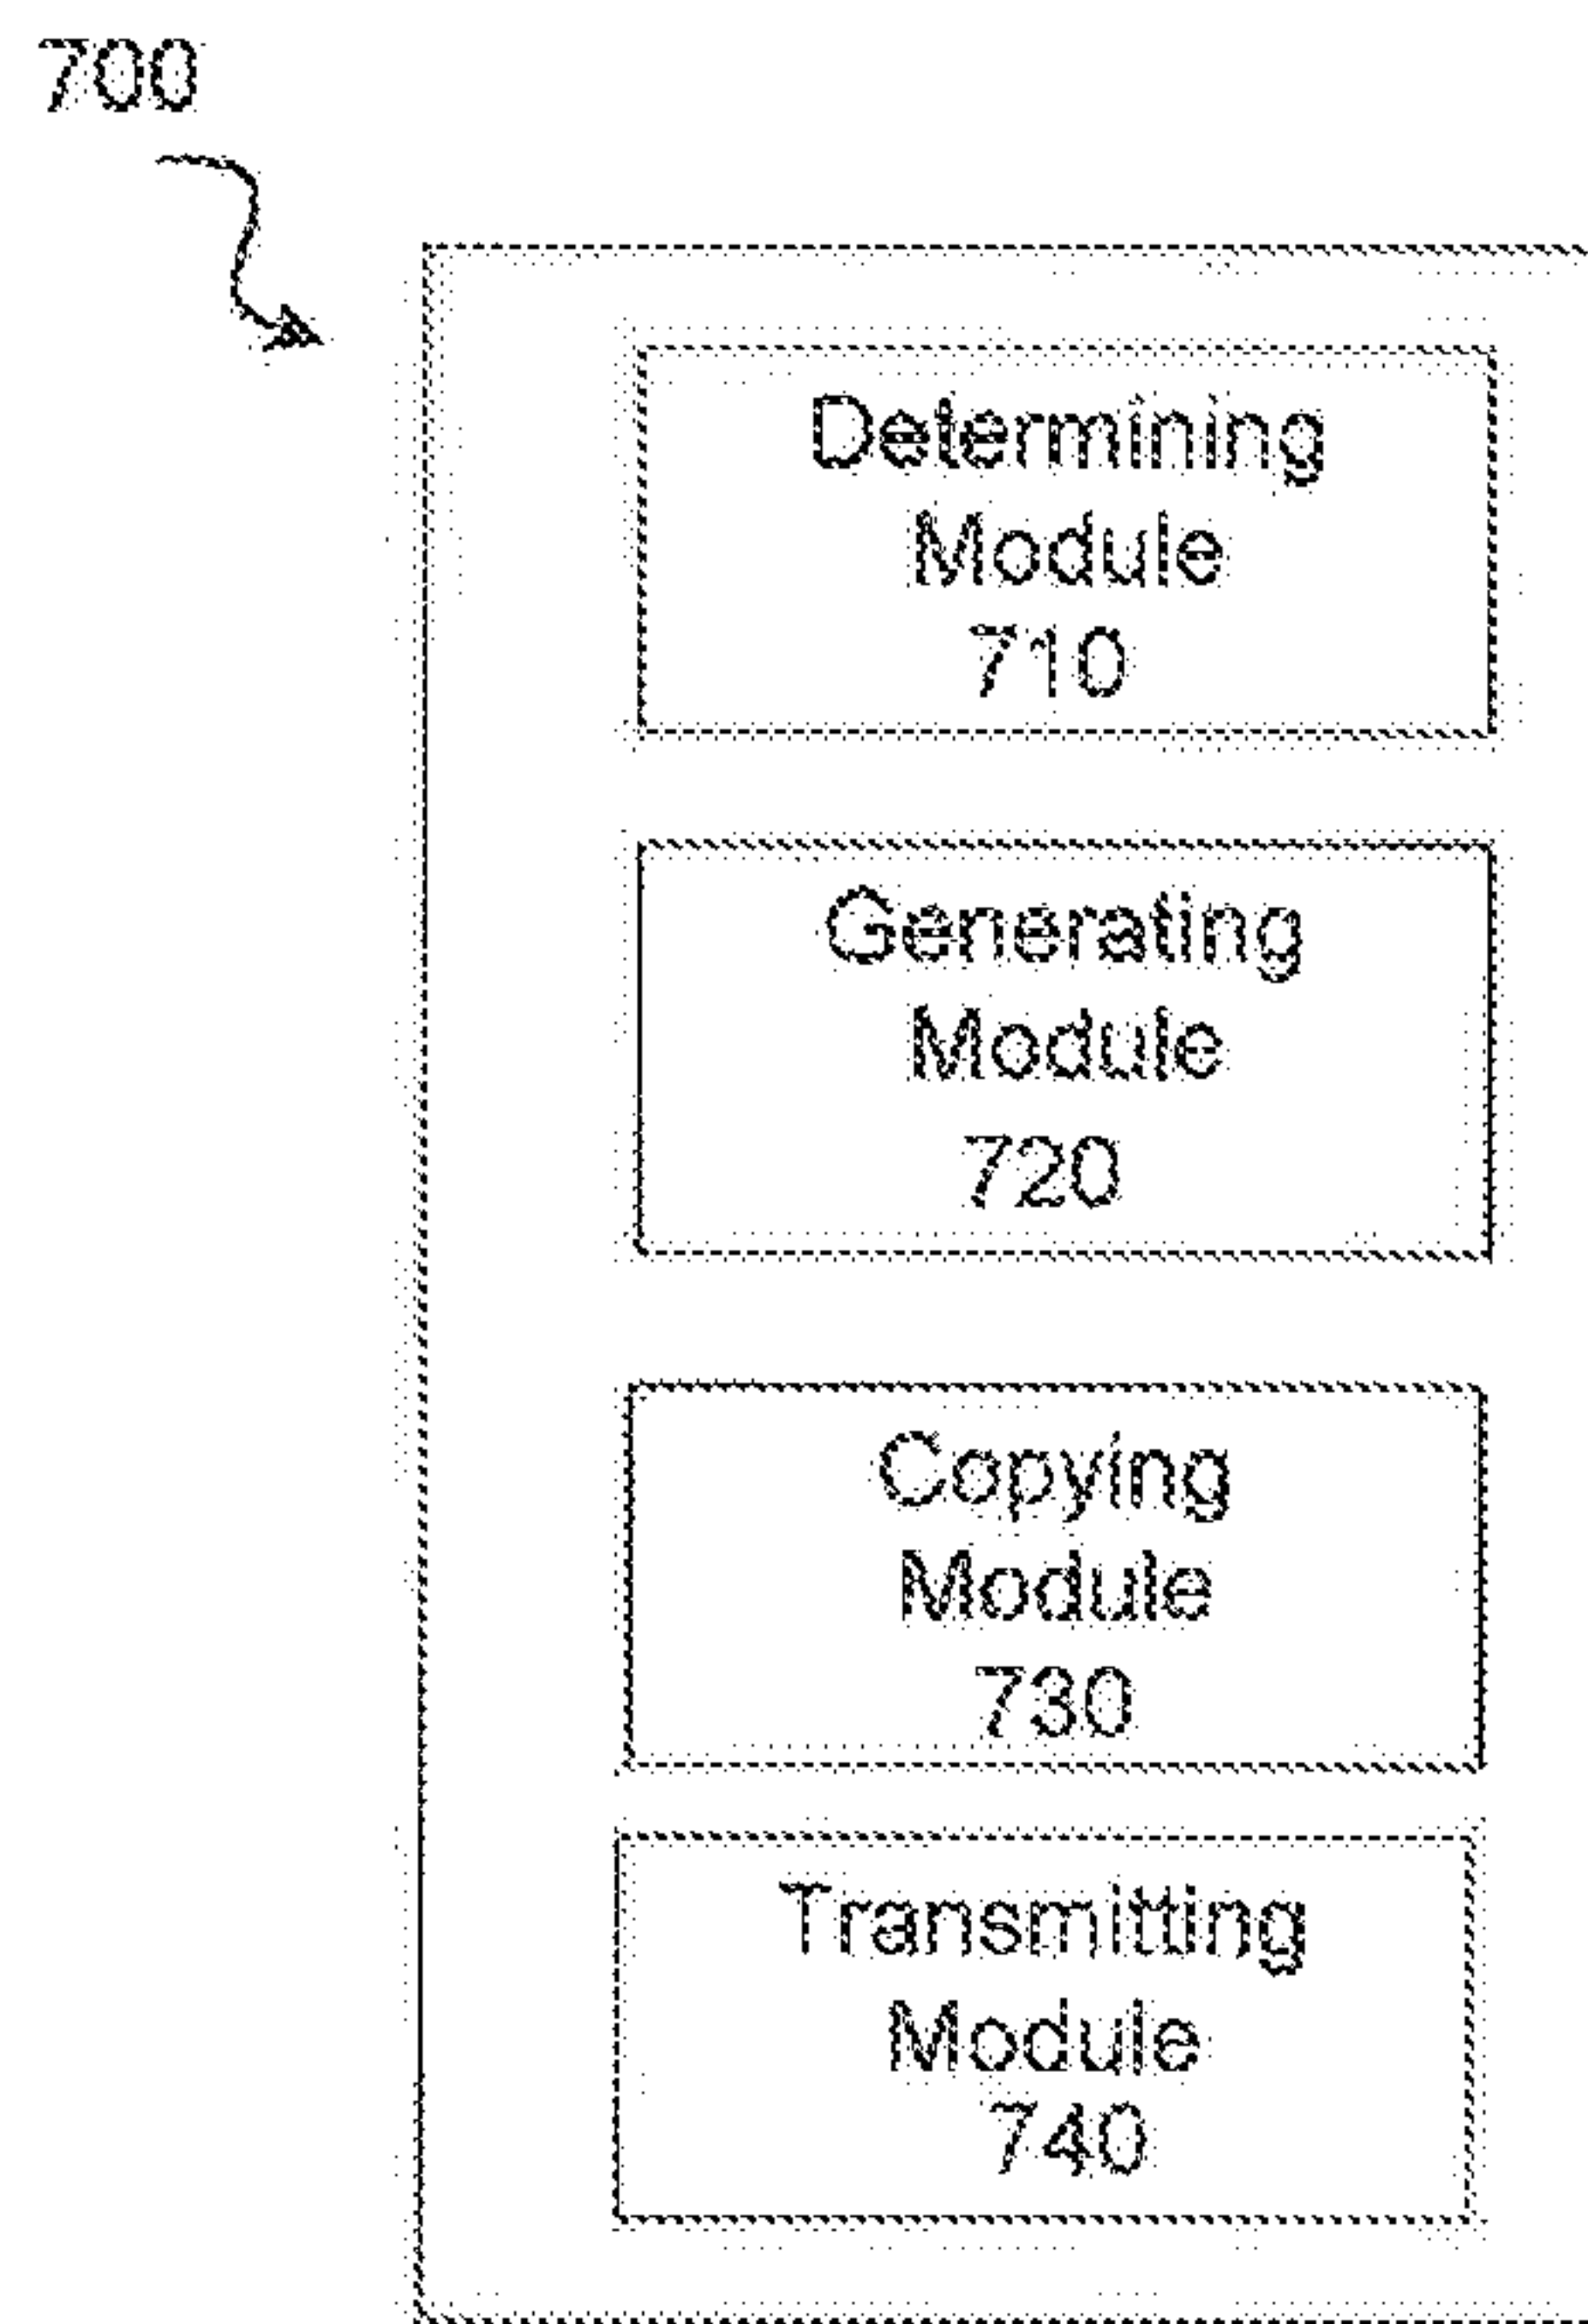 700
Determining
Module
710
Generating
Module
720
Copying
Module
730
Transmitting
Module
740